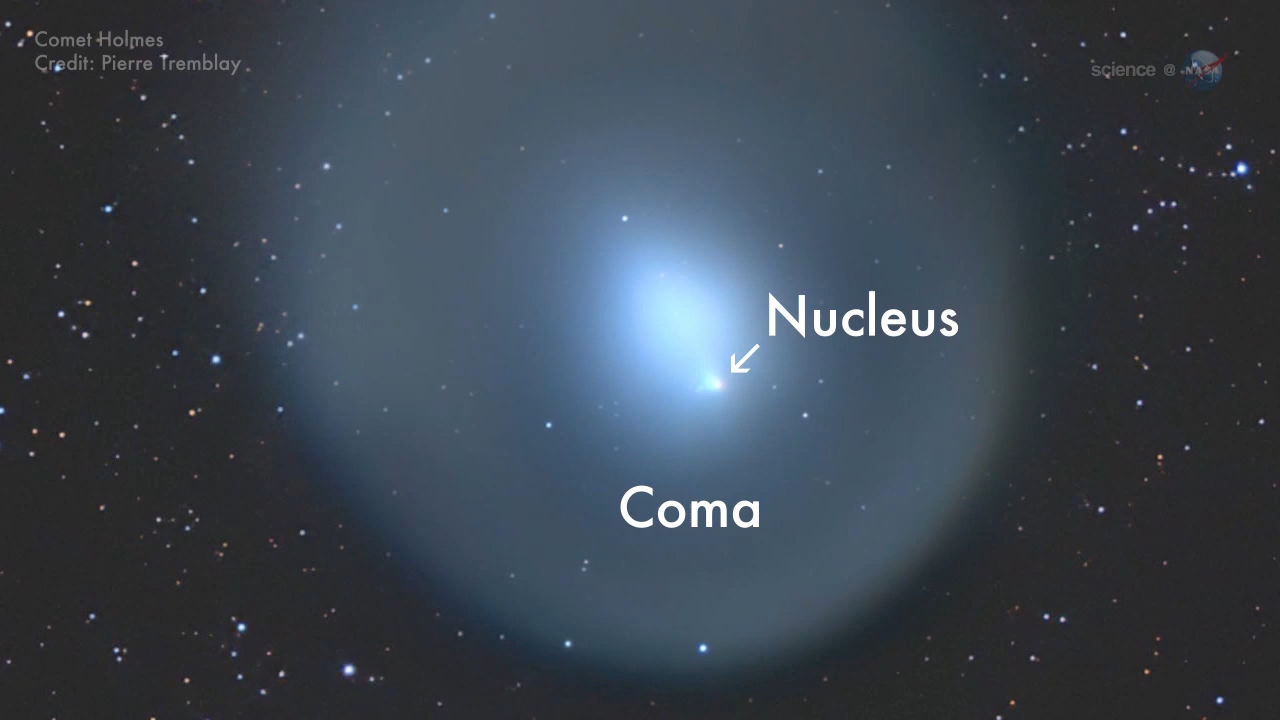 Comet Holmes
Credit: Pierre Tremblay
science @ NASA
Nucleus
Coma